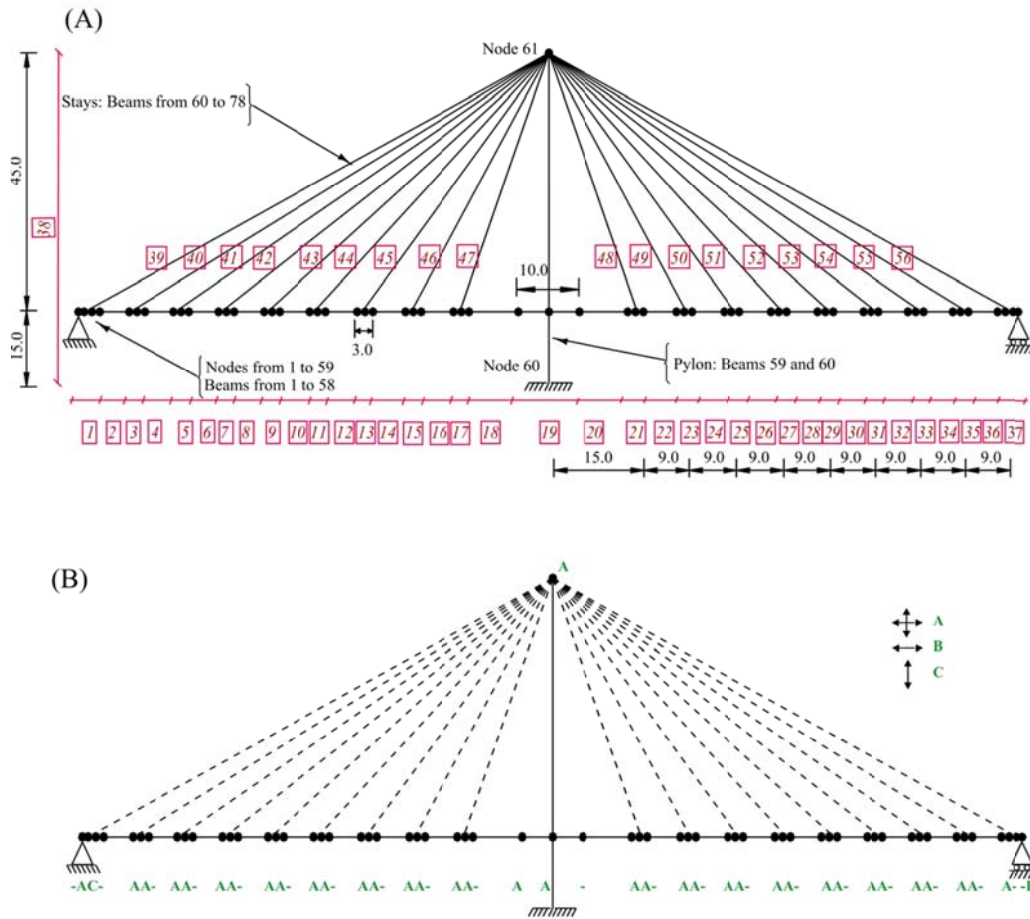 (A)
Node 61
Stays: Beams from 60 to 78
45.0
38
39 40 41 42 43 44 45 46 47 48 49 50 51 52 53 54 55 56
10.0
15.0
3.0
Nodes from 1 to 59
Beams from 1 to 58
Node 60
Pylon: Beams 59 and 60
1 2 3 4 5 6 7 8 9 10 11 12 13 14 15 16 17 18 19 20 21 22 23 24 25 26 27 28 29 30 31 32 33 34 35 36 37
15.0 9.0 9.0 9.0 9.0 9.0 9.0 9.0 9.0
(B)
A
A
B
C
-AC- AA- AA- AA- AA- AA- AA- AA- AA- A A - AA- AA- AA- AA- AA- AA- AA- AA- A- -